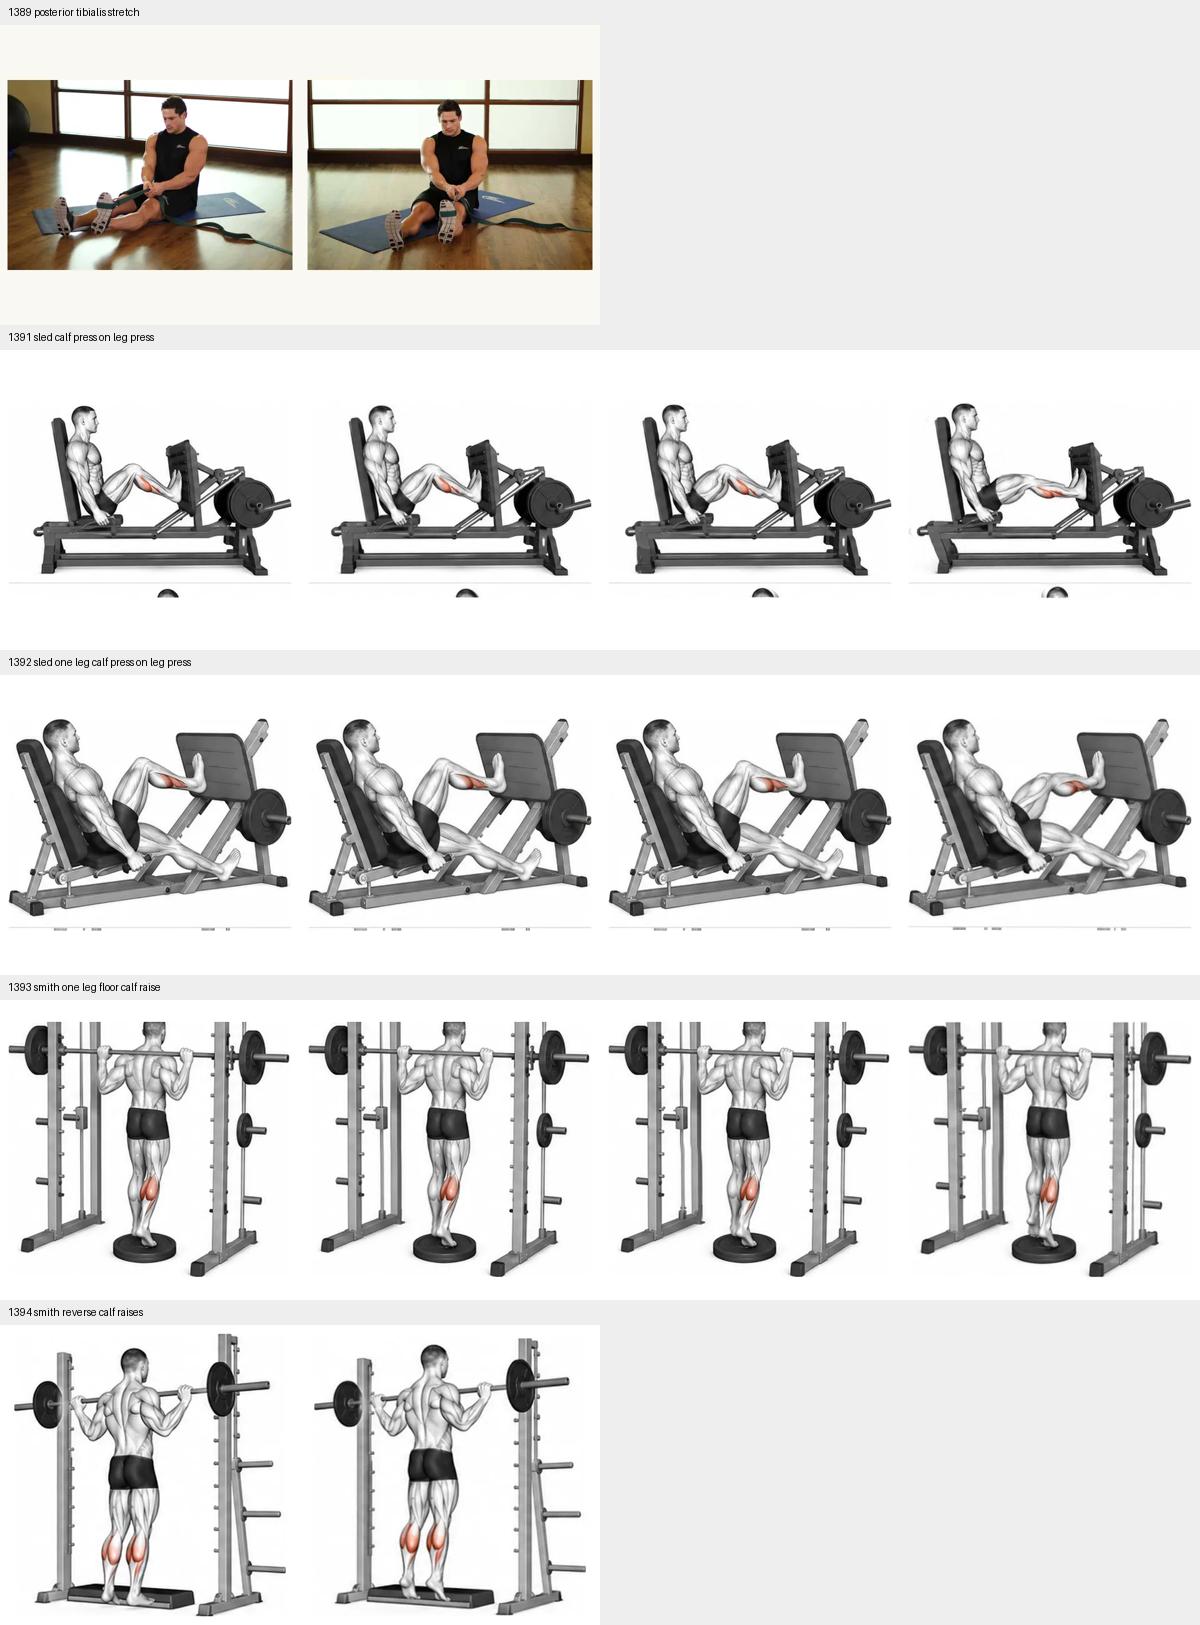 1389 posterior tibialis stretch
1391 sled calf press on leg press
1392 sled one leg calf press on leg press
1393 smith one leg floor calf raise
1394 smith reverse calf raises